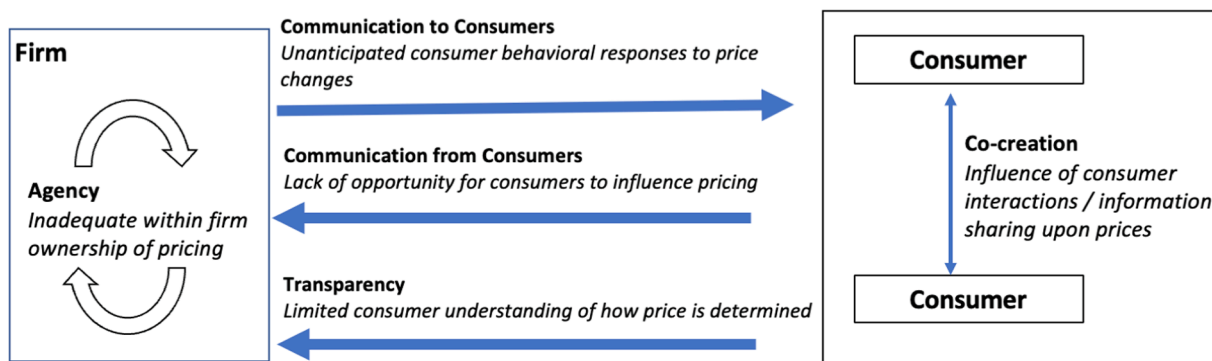 Firm
Agency
Inadequate within firm
ownership of pricing
Communication to Consumers
Unanticipated consumer behavioral responses to price
changes
Communication from Consumers
Lack of opportunity for consumers to influence pricing
Transparency
Limited consumer understanding of how price is determined
Consumer
Co-creation
Influence of consumer
interactions / information
sharing upon prices
Consumer